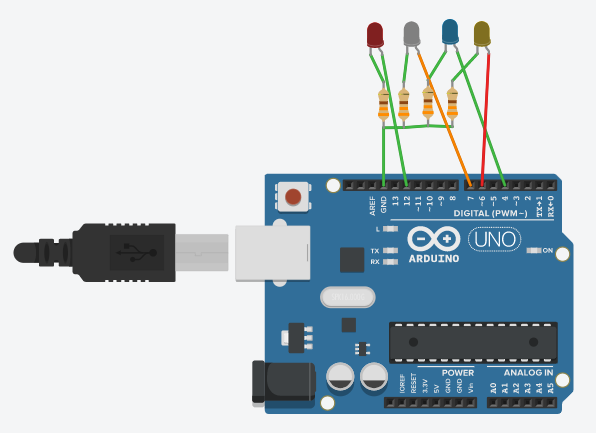 AREF
GND
13
12
~11
~10
~9
8
7
~6
~5
4
~3
2
TX→1
RX←0
DIGITAL (PWM~)
L
TX
RX
ARDUINO
UNO
ON
POWER
ANALOG IN
IOREF
RESET
3.3V
5V
GND
GND
Vin
A0
A1
A2
A3
A4
A5